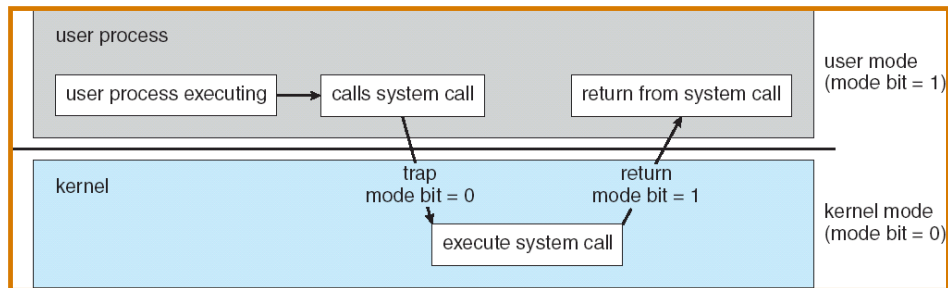 user process
user process executing
calls system call
return from system call
user mode
(mode bit = 1)
kernel
trap
mode bit = 0
return
mode bit = 1
execute system call
kernel mode
(mode bit = 0)